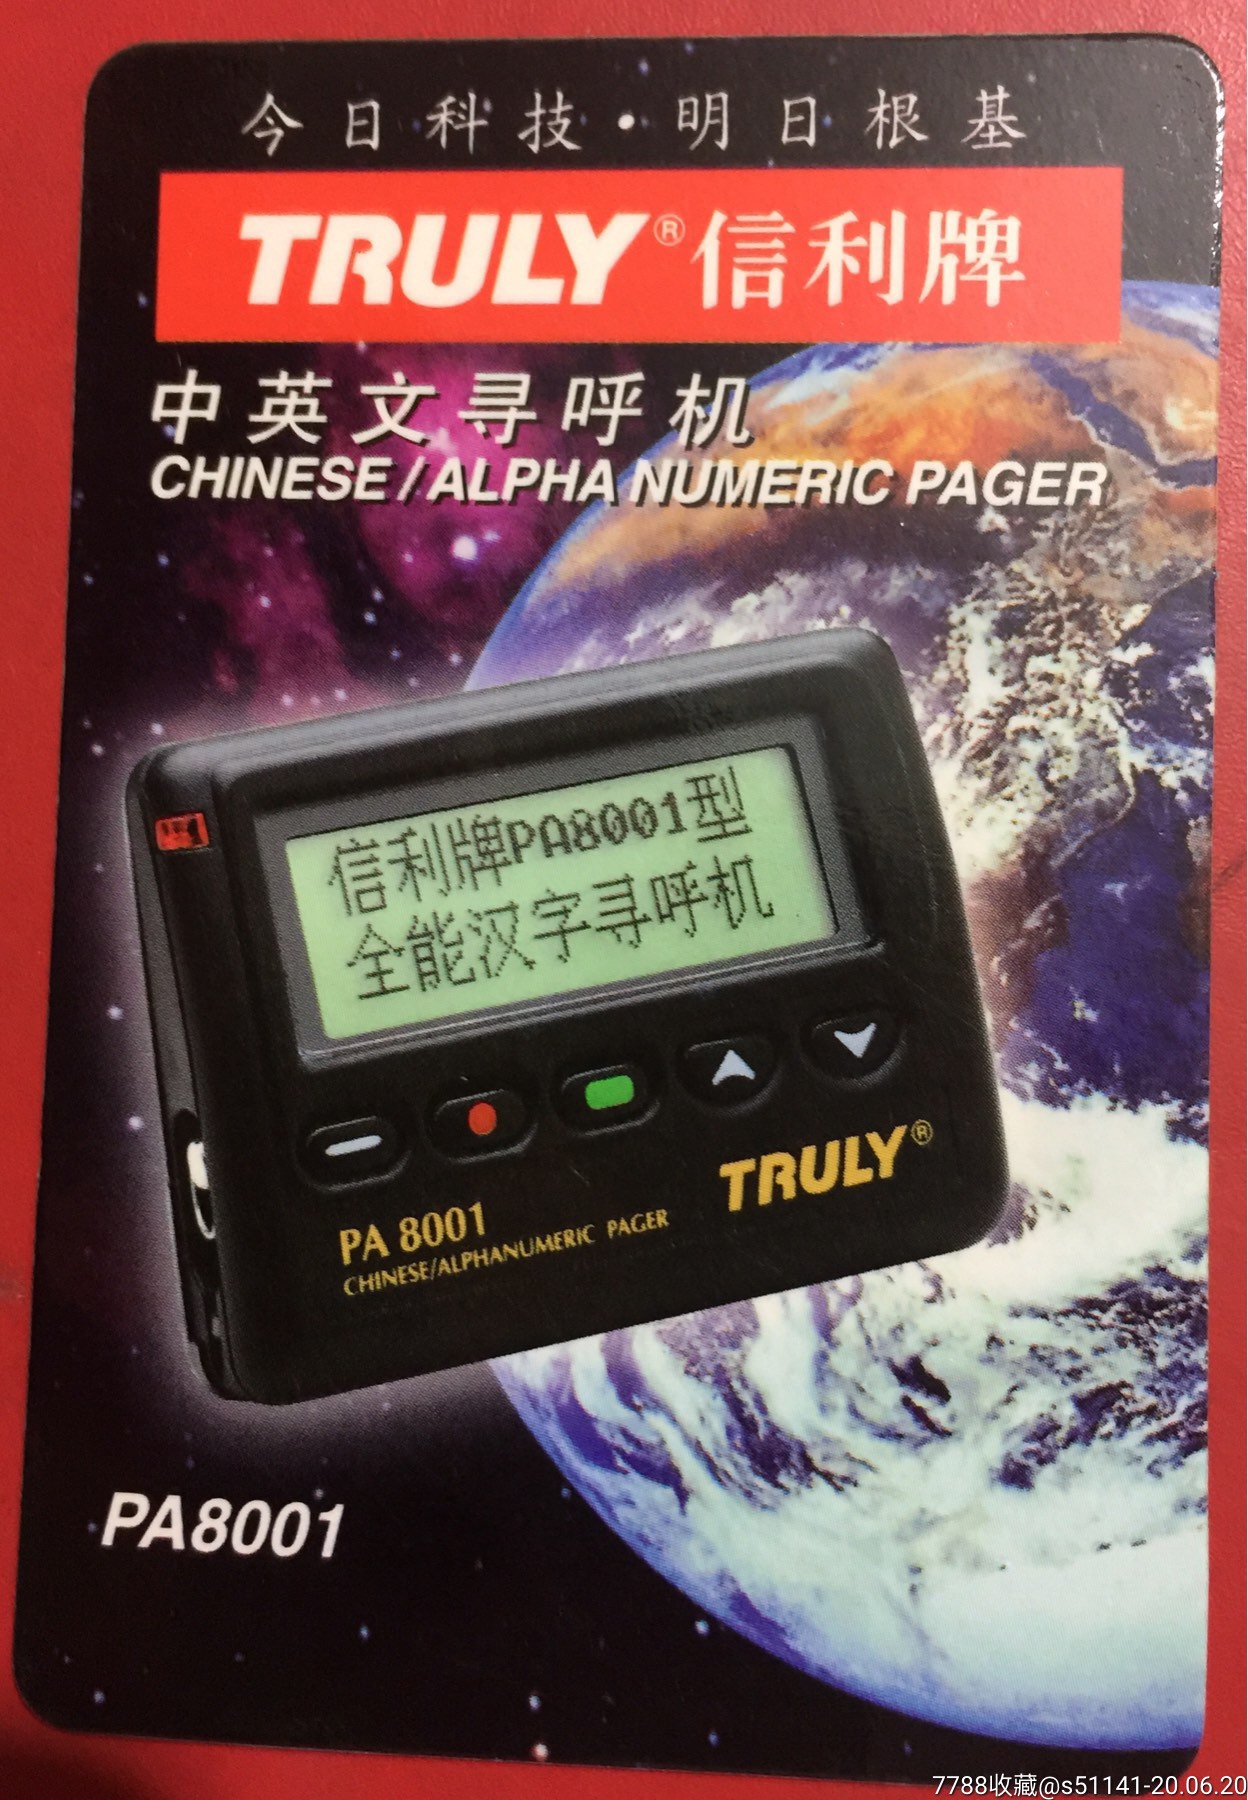 今日科技·明日根基
TRULY®信利牌
中英文寻呼机
CHINESE/ALPHA NUMERIC PAGER
信利牌PA8001型
全能汉字寻呼机
TRULY®
PA 8001
CHINESE/ALPHANUMERIC PAGER
PA8001
7788收藏@s51141-20.06.20